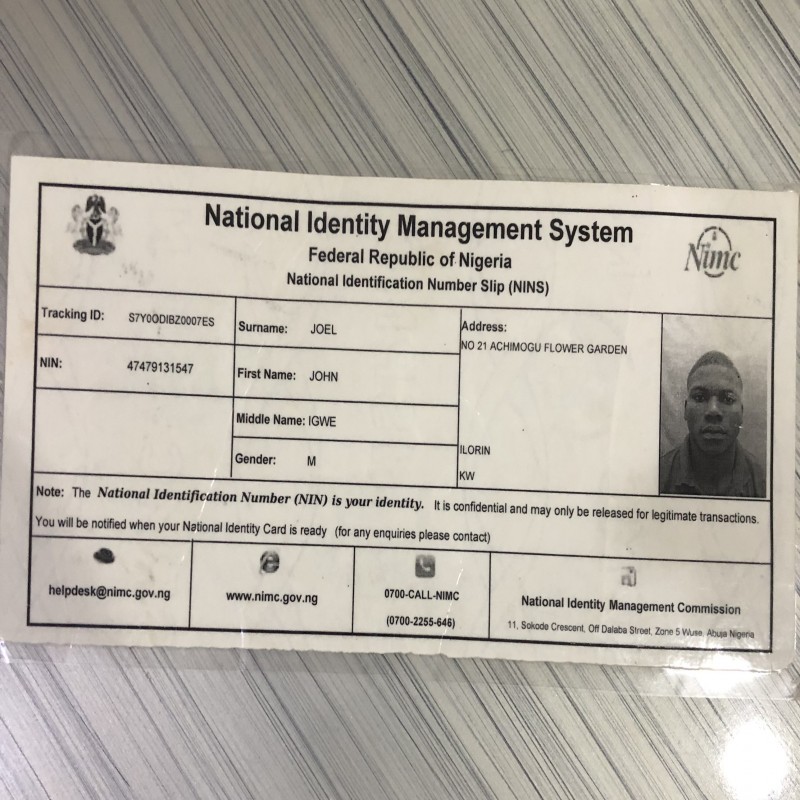 National Identity Management System
Federal Republic of Nigeria
National Identification Number Slip (NINS)
Nimc
Tracking ID: S7Y0ODIBZ0007ES
Surname: JOEL
Address:
NO 21 ACHIMOGU FLOWER GARDEN
NIN: 47479131547
First Name: JOHN
Middle Name: IGWE
Gender: M
ILORIN
KW
Note: The National Identification Number (NIN) is your identity. It is confidential and may only be released for legitimate transactions.
You will be notified when your National Identity Card is ready (for any enquiries please contact)
helpdesk@nimc.gov.ng
www.nimc.gov.ng
0700-CALL-NIMC
(0700-2255-646)
National Identity Management Commission
11, Sokode Crescent, Off Dalaba Street, Zone 5 Wuse, Abuja Nigeria